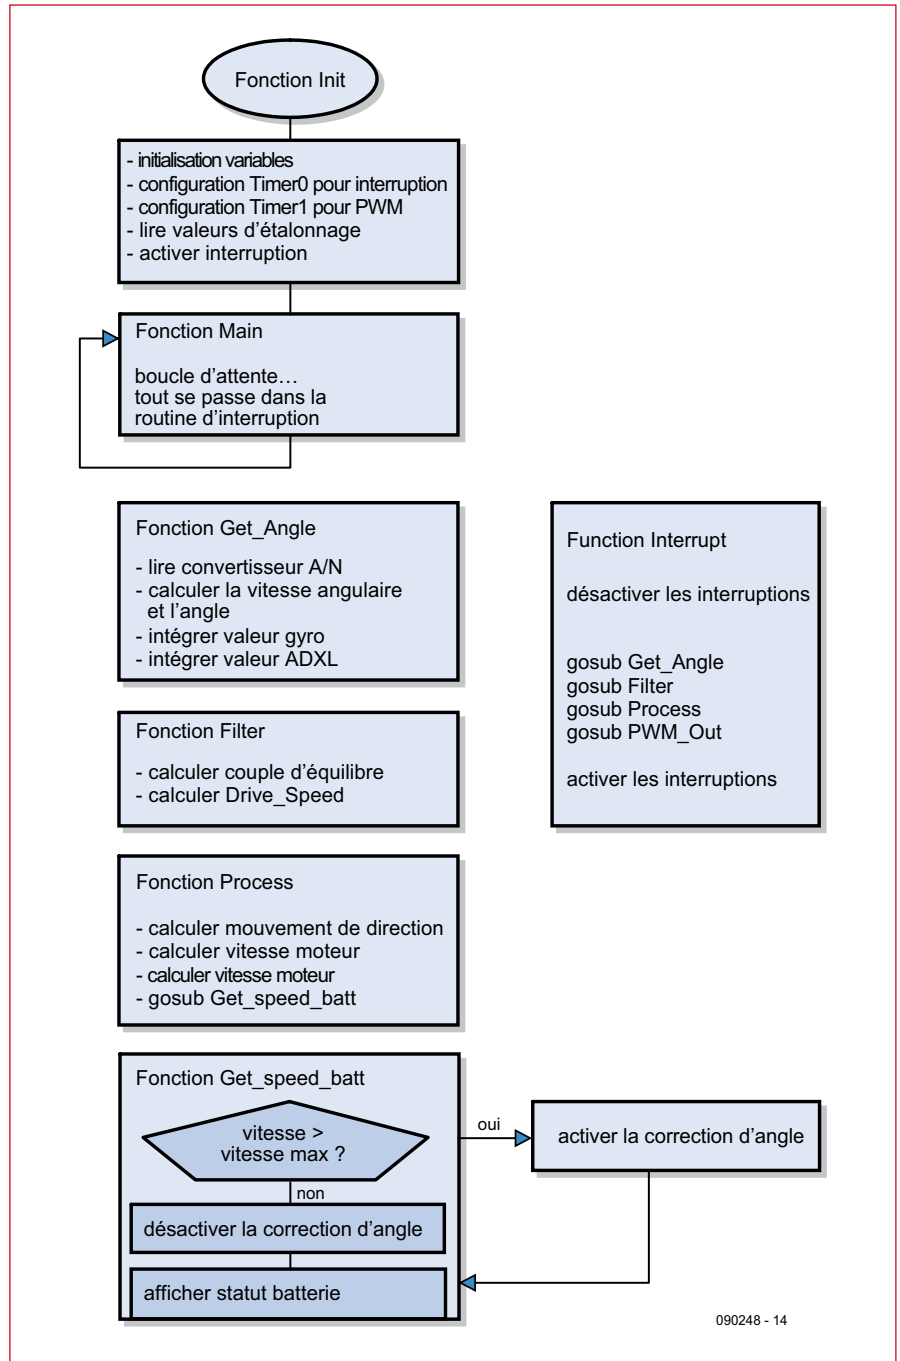 Fonction Init
- initialisation variables
- configuration Timer0 pour interruption
- configuration Timer1 pour PWM
- lire valeurs d'étalonnage
- activer interruption
Fonction Main
boucle d'attente…
tout se passe dans la
routine d'interruption
Fonction Get_Angle
- lire convertisseur A/N
- calculer la vitesse angulaire
et l'angle
- intégrer valeur gyro
- intégrer valeur ADXL
Function Interrupt
désactiver les interruptions
gosub Get_Angle
gosub Filter
gosub Process
gosub PWM_Out
activer les interruptions
Fonction Filter
- calculer couple d'équilibre
- calculer Drive_Speed
Fonction Process
- calculer mouvement de direction
- calculer vitesse moteur
- calculer vitesse moteur
- gosub Get_speed_batt
Fonction Get_speed_batt
vitesse >
vitesse max ?
oui
activer la correction d'angle
non
désactiver la correction d'angle
afficher statut batterie
090248 - 14